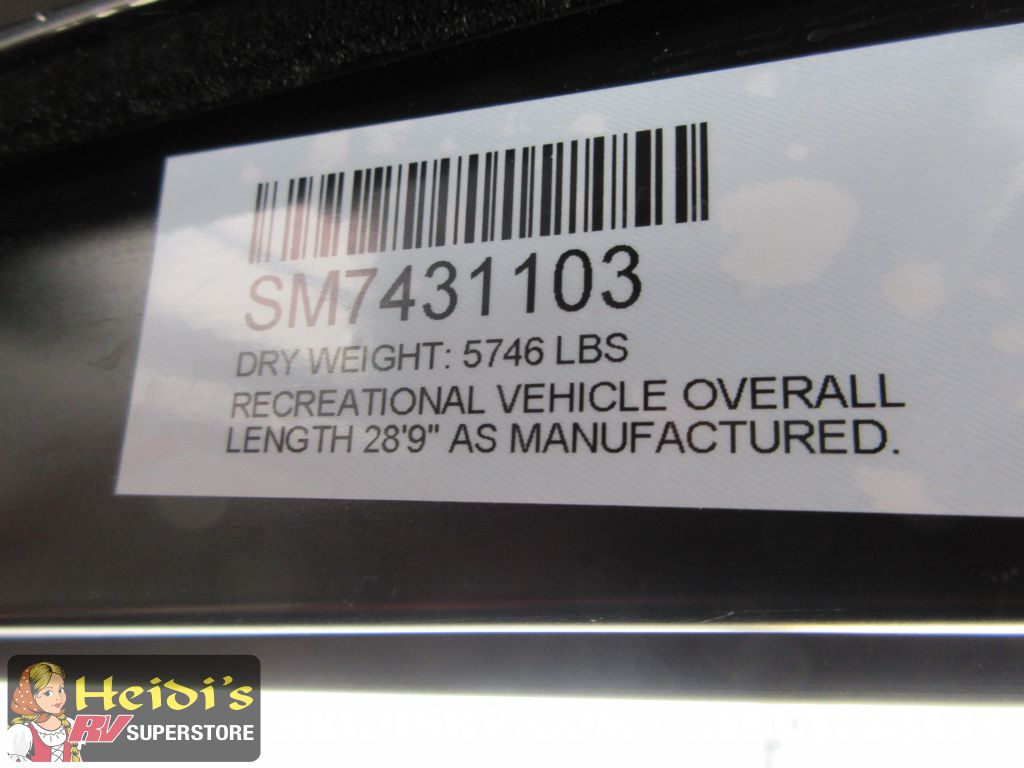 SM7431103
DRY WEIGHT: 5746 LBS
RECREATIONAL VEHICLE OVERALL
LENGTH 28'9" AS MANUFACTURED.
Heidi's
RV SUPERSTORE